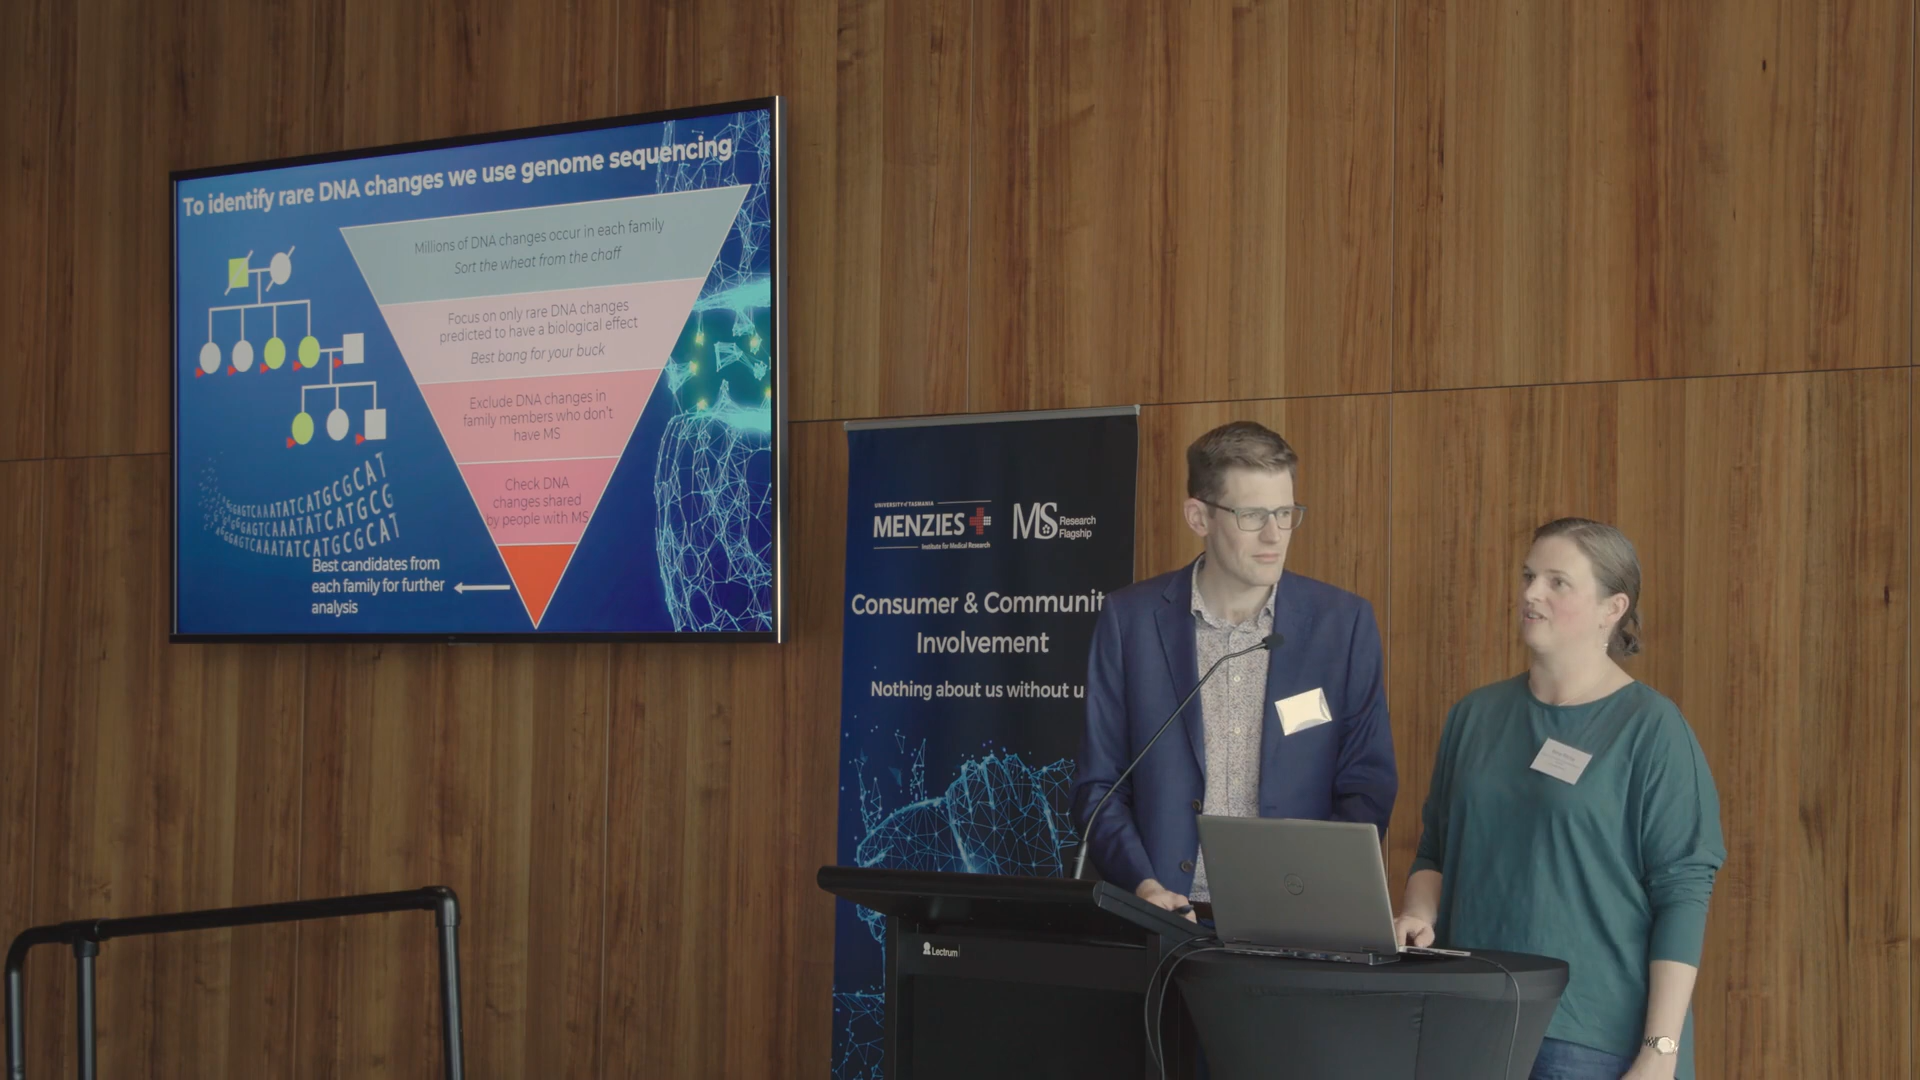 To identify rare DNA changes we use genome sequencing
Millions of DNA changes occur in each family
Sort the wheat from the chaff
Focus on only rare DNA changes
predicted to have a biological effect
Best bang for your buck
Exclude DNA changes in
family members who don't
have MS
Check DNA
changes shared
by people with MS
GAGTCAAATATCATGCGCAT
GAGTCAAATATCATGCG
GGAGTCAAATATCATGCGCAT
Best candidates from
each family for further
analysis
UNIVERSITY of TASMANIA
MENZIES
Institute for Medical Research
MS Research
Flagship
Consumer & Communit
Involvement
Nothing about us without u
Lectrum
DELL